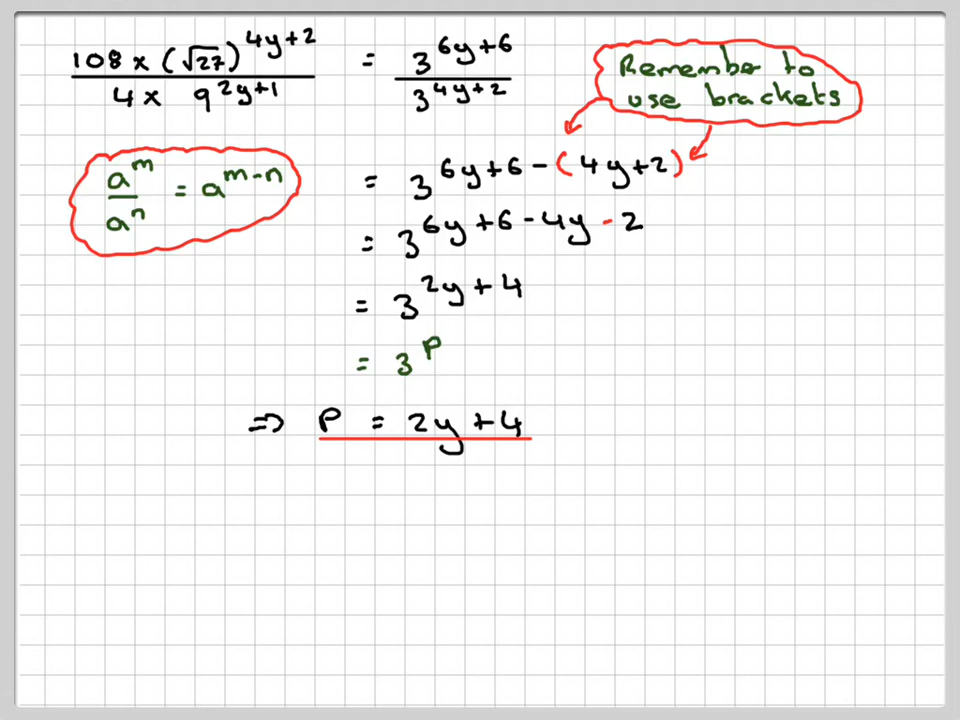 108 × (√27)^(4y+2) / 4 × 9^(2y+1) = 3^(6y+6) / 3^(4y+2)
Remember to
use brackets
a^m / a^n = a^(m-n)
= 3^(6y+6-(4y+2))
= 3^(6y+6-4y-2)
= 3^(2y+4)
= 3^P
⇒ P = 2y+4